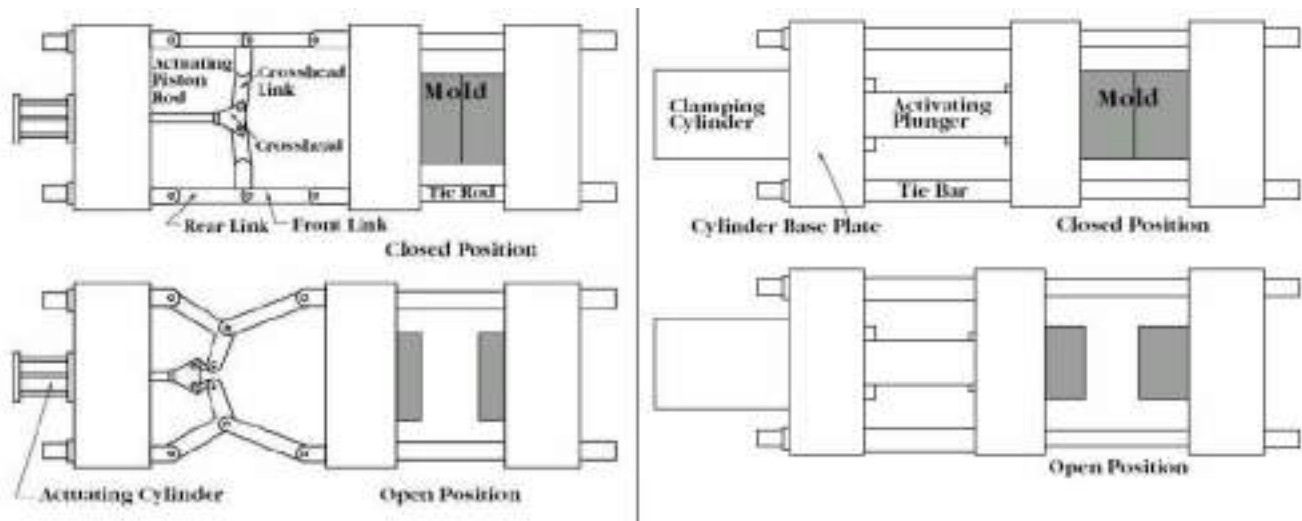 Actuating
Piston
Rod
Crosshead
Link
Crosshead
Mold
Tie Rod
Rear Link
Front Link
Closed Position
Actuating Cylinder
Open Position
Clamping
Cylinder
Activating
Plunger
Mold
Tie Bar
Cylinder Base Plate
Closed Position
Open Position